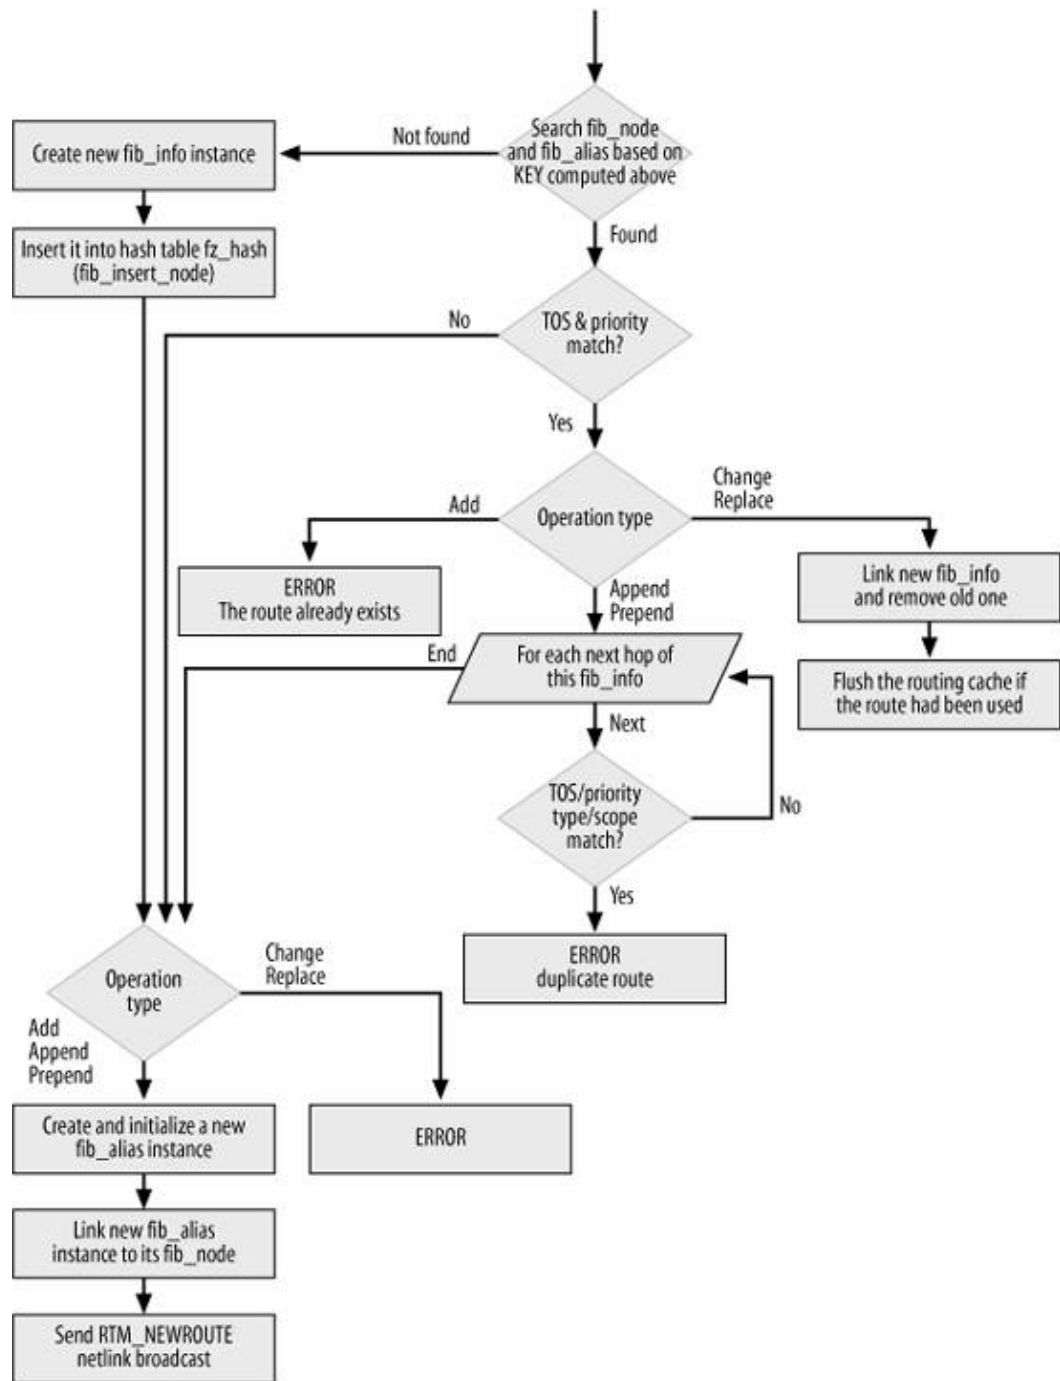 Search fib_node
and fib_alias based on
KEY computed above
Not found
Create new fib_info instance
Insert it into hash table fz_hash
(fib_insert_node)
Found
TOS & priority
match?
No
Yes
Operation type
Add
Change
Replace
ERROR
The route already exists
Link new fib_info
and remove old one
Flush the routing cache if
the route had been used
Append
Prepend
For each next hop of
this fib_info
End
Next
TOS/priority
type/scope
match?
No
Yes
ERROR
duplicate route
Operation
type
Change
Replace
Add
Append
Prepend
Create and initialize a new
fib_alias instance
ERROR
Link new fib_alias
instance to its fib_node
Send RTM_NEWROUTE
netlink broadcast